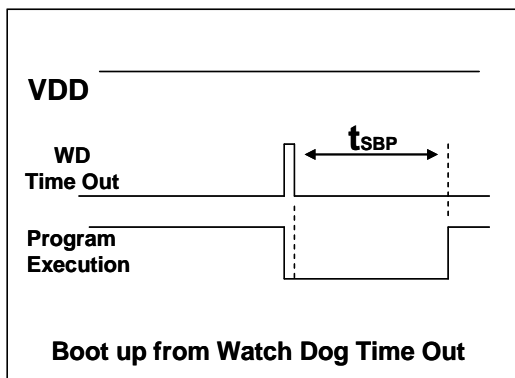 VDD
tSBP
WD
Time Out
Program
Execution
Boot up from Watch Dog Time Out